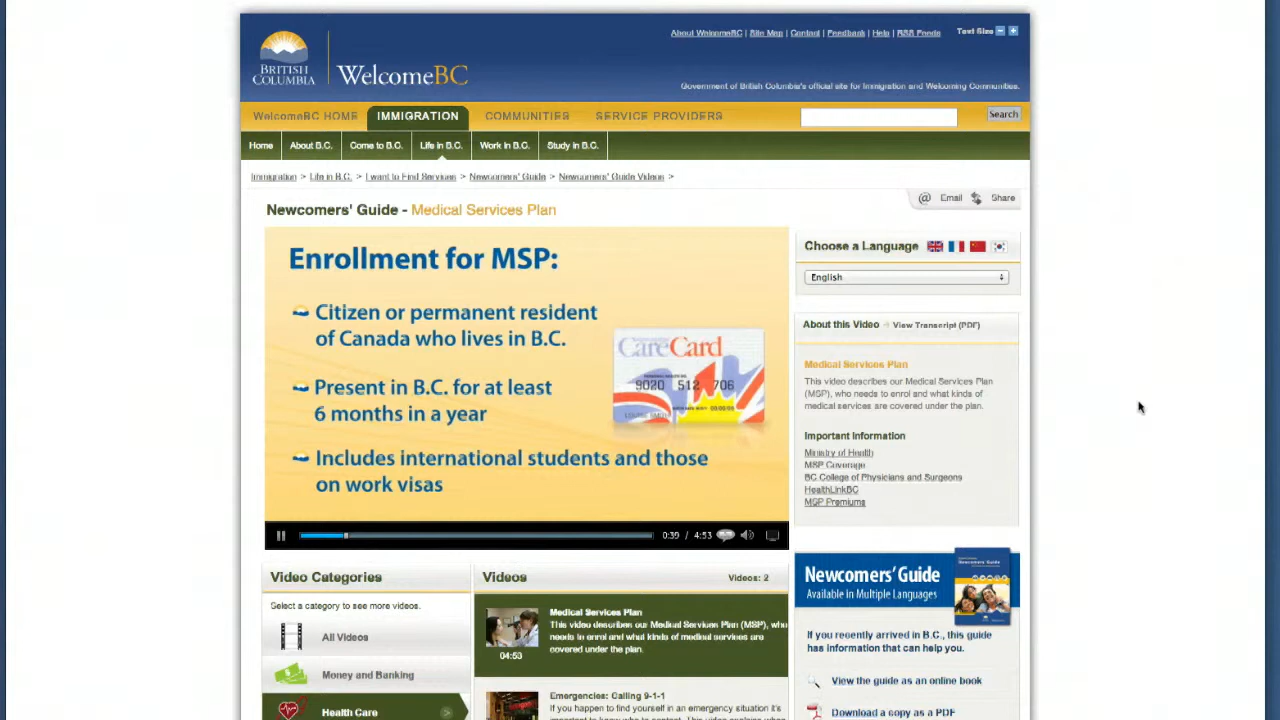 About WelcomeBC | Site Map | Contact | Feedback | Help | RSS Feeds
Text Size
BRITISH
COLUMBIA
WelcomeBC
Government of British Columbia's official site for Immigration and Welcoming Communities.
WelcomeBC HOME
IMMIGRATION
COMMUNITIES
SERVICE PROVIDERS
Search
Home
About B.C.
Come to B.C.
Life in B.C.
Work in B.C.
Study in B.C.
Immigration > Life in B.C. > I want to Find Services > Newcomers' Guide > Newcomers' Guide Videos >
@ Email
Share
Newcomers' Guide - Medical Services Plan
Enrollment for MSP:
Citizen or permanent resident
of Canada who lives in B.C.
Present in B.C. for at least
6 months in a year
Includes international students and those
on work visas
CareCard
9020 512 706
0:39 / 4:53
Choose a Language
English
About this Video
View Transcript (PDF)
Medical Services Plan
This video describes our Medical Services Plan
(MSP), who needs to enrol and what kinds of
medical services are covered under the plan.
Important Information
Ministry of Health
MSP Coverage
BC College of Physicians and Surgeons
HealthLinkBC
MSP Premiums
Video Categories
Select a category to see more videos.
All Videos
Money and Banking
Health Care
Videos
Videos: 2
Medical Services Plan
This video describes our Medical Services Plan (MSP), who
needs to enrol and what kinds of medical services are
covered under the plan.
04:53
Emergencies: Calling 9-1-1
If you happen to find yourself in an emergency situation it's
Newcomers' Guide
Available in Multiple Languages
If you recently arrived in B.C., this guide
has information that can help you.
View the guide as an online book
Download a copy as a PDF